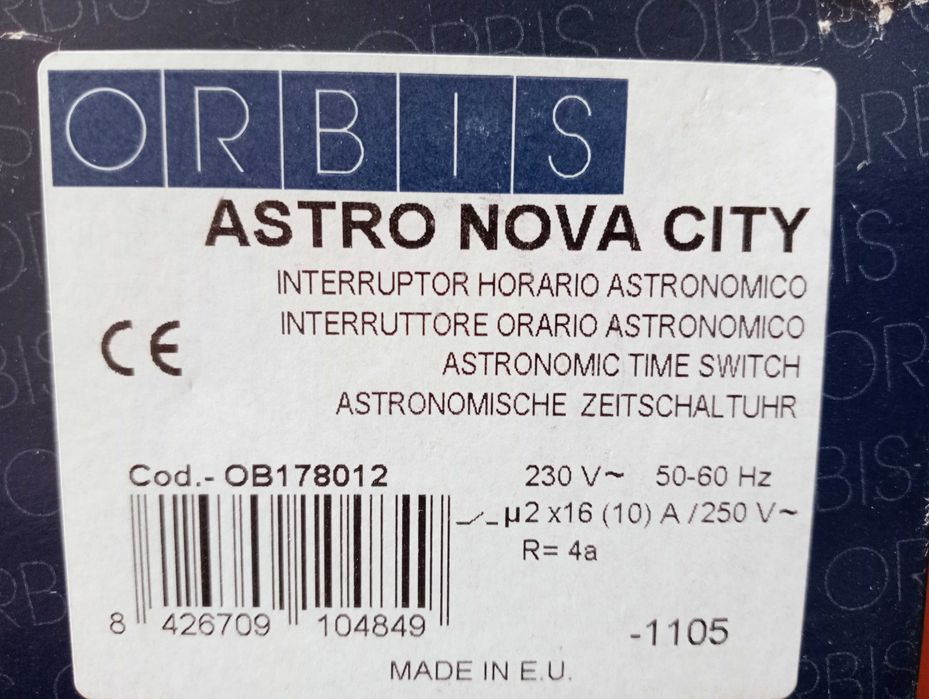 ORBIS
ASTRO NOVA CITY
INTERRUPTOR HORARIO ASTRONOMICO
INTERRUTTORE ORARIO ASTRONOMICO
CE
ASTRONOMIC TIME SWITCH
ASTRONOMISCHE ZEITSCHALTUHR
Cod.- OB178012
230 V~ 50-60 Hz
µ2 x16 (10) A /250 V~
R= 4a
8 426709 104849
-1105
MADE IN E.U.